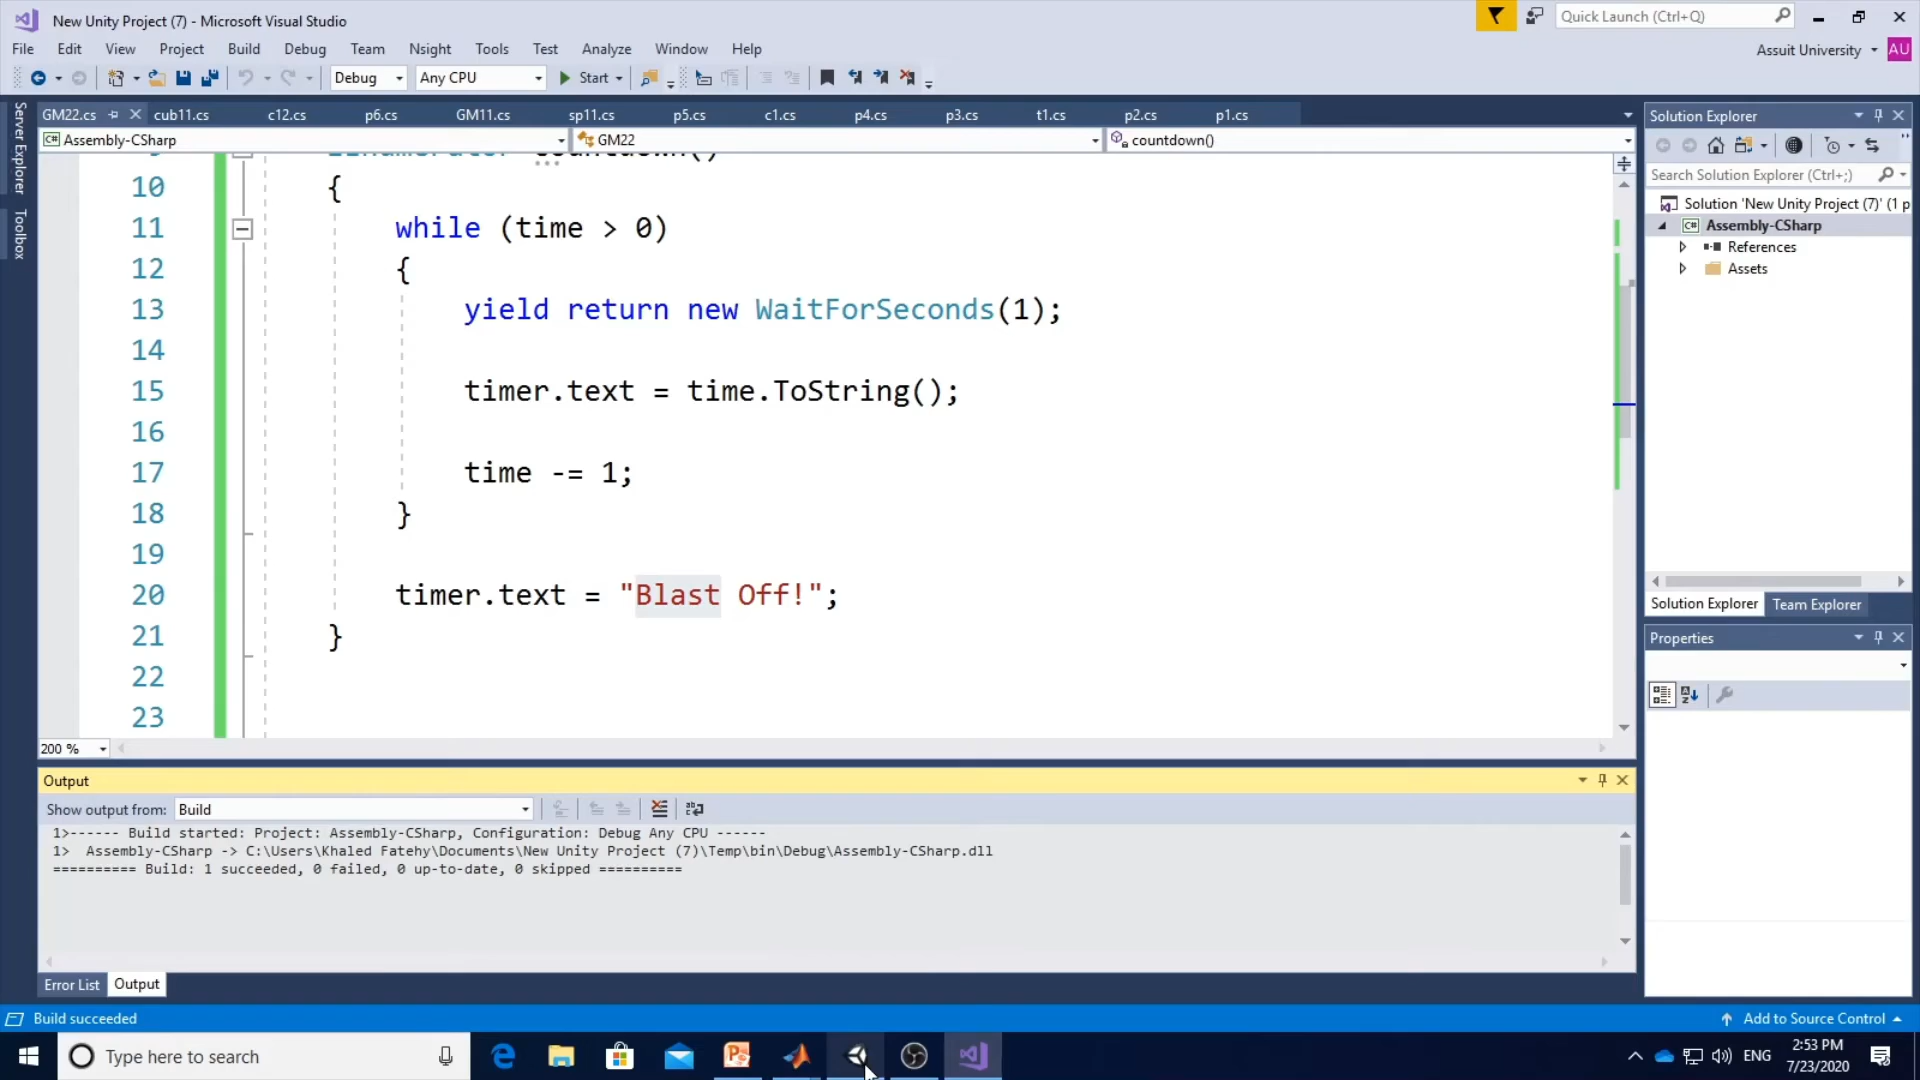 New Unity Project (7) - Microsoft Visual Studio
Quick Launch (Ctrl+Q)
File Edit View Project Build Debug Team Nsight Tools Test Analyze Window Help
Assuit University AU
Debug Any CPU Start
GM22.cs cub11.cs c12.cs p6.cs GM11.cs sp11.cs p5.cs c1.cs p4.cs p3.cs t1.cs p2.cs p1.cs
Assembly-CSharp GM22 countdown()
Server Explorer
Toolbox
10 {
11 while (time > 0)
12 {
13 yield return new WaitForSeconds(1);
14
15 timer.text = time.ToString();
16
17 time -= 1;
18 }
19
20 timer.text = "Blast Off!";
21 }
22
23
200 %
Output
Show output from: Build
1>------ Build started: Project: Assembly-CSharp, Configuration: Debug Any CPU ------
1>  Assembly-CSharp -> C:\Users\Khaled Fatehy\Documents\New Unity Project (7)\Temp\bin\Debug\Assembly-CSharp.dll
========== Build: 1 succeeded, 0 failed, 0 up-to-date, 0 skipped ==========
Error List Output
Solution Explorer
Search Solution Explorer (Ctrl+;)
Solution 'New Unity Project (7)' (1 p
Assembly-CSharp
References
Assets
Solution Explorer Team Explorer
Properties
Build succeeded
Add to Source Control
Type here to search
ENG
2:53 PM
7/23/2020